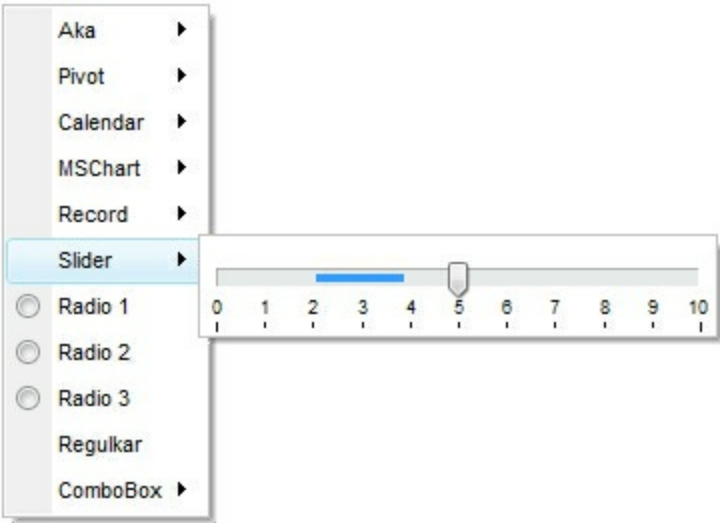 Aka
Pivot
Calendar
MSChart
Record
Slider
0 1 2 3 4 5 6 7 8 9 10
Radio 1
Radio 2
Radio 3
Regulkar
ComboBox